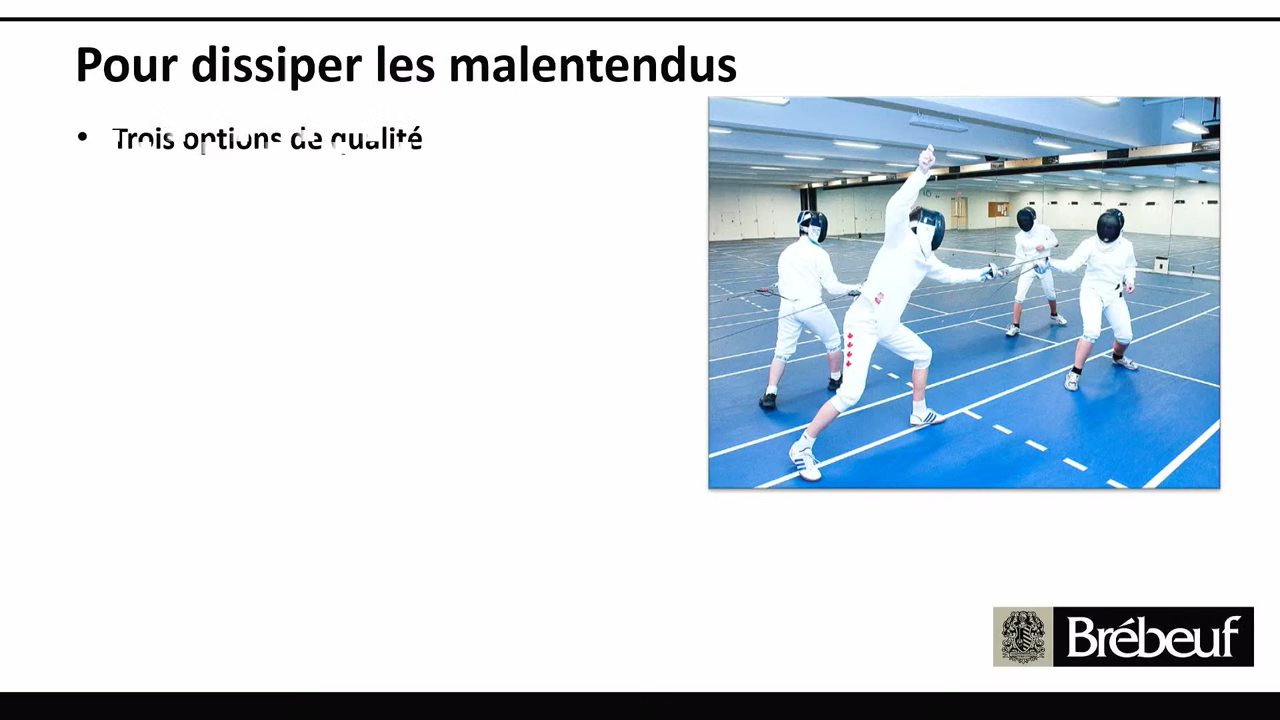 Pour dissiper les malentendus
• Trois options de qualité
Brébeuf